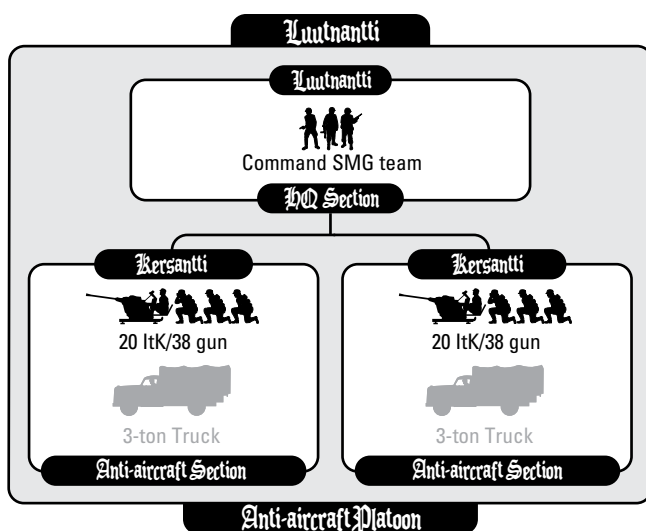 Luutnantti
Luutnantti
Command SMG team
HQ Section
Kersantti
20 ItK/38 gun
3-ton Truck
Anti-aircraft Section
Kersantti
20 ItK/38 gun
3-ton Truck
Anti-aircraft Section
Anti-aircraft Platoon